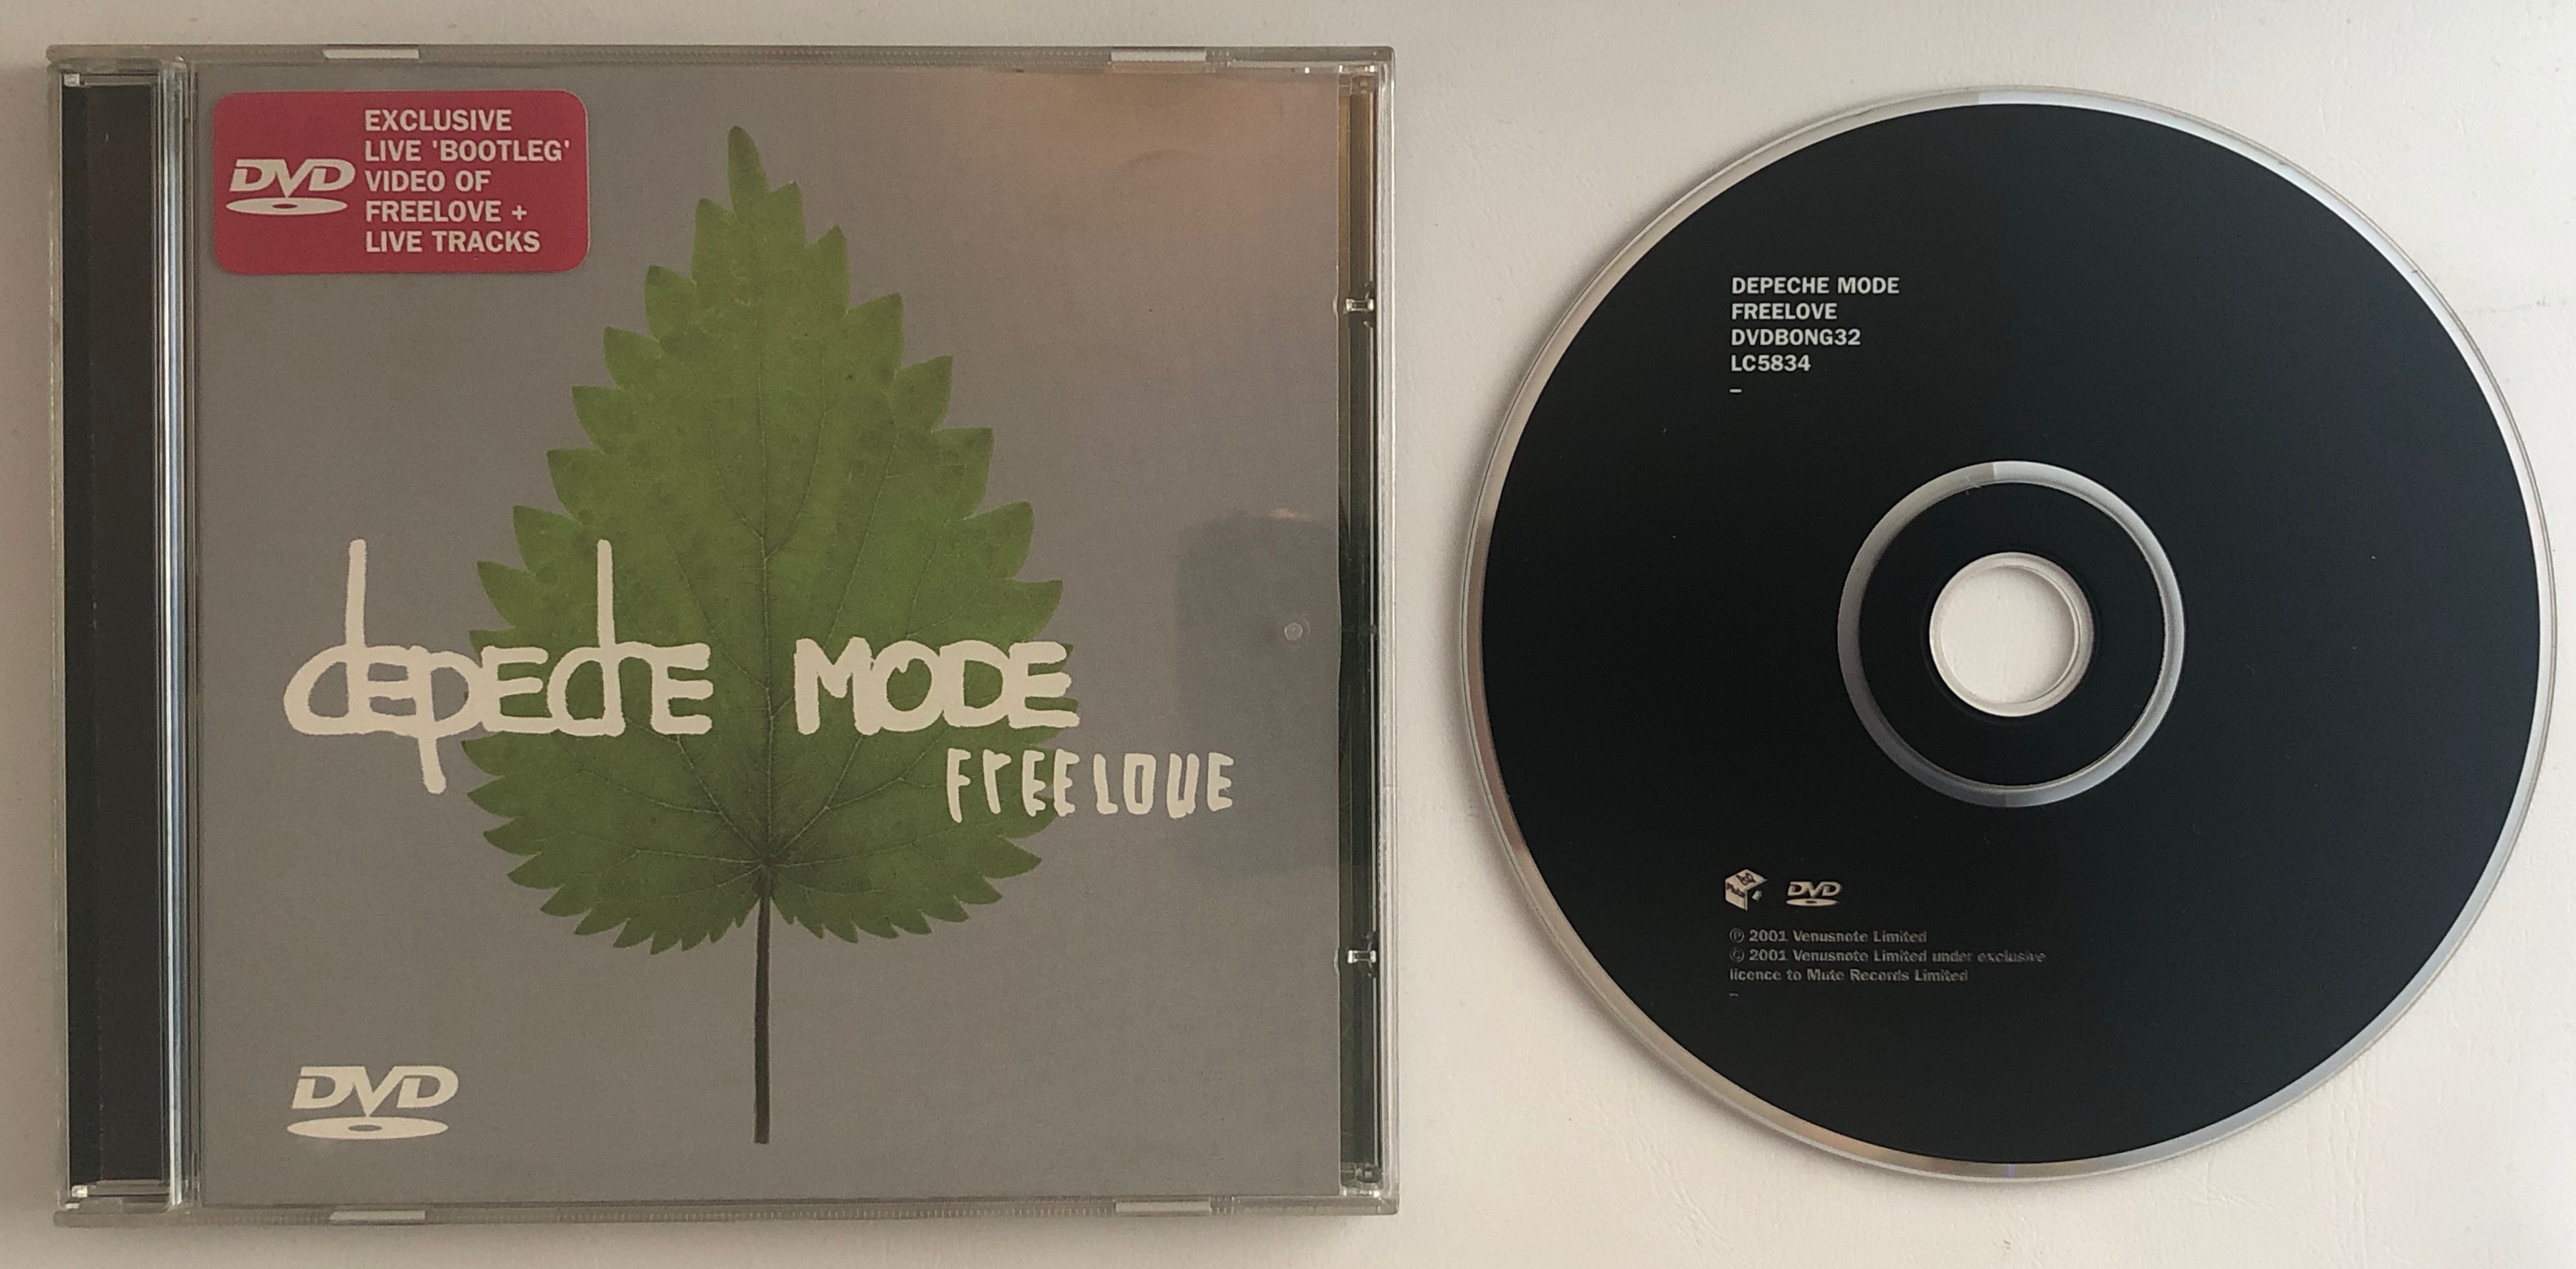 DVD
EXCLUSIVE
LIVE 'BOOTLEG'
VIDEO OF
FREELOVE +
LIVE TRACKS
depeche MODE
FREELOVE
DVD
DEPECHE MODE
FREELOVE
DVDBONG32
LC5834
–
DVD
℗ 2001 Venusnote Limited
© 2001 Venusnote Limited under exclusive
licence to Mute Records Limited
–